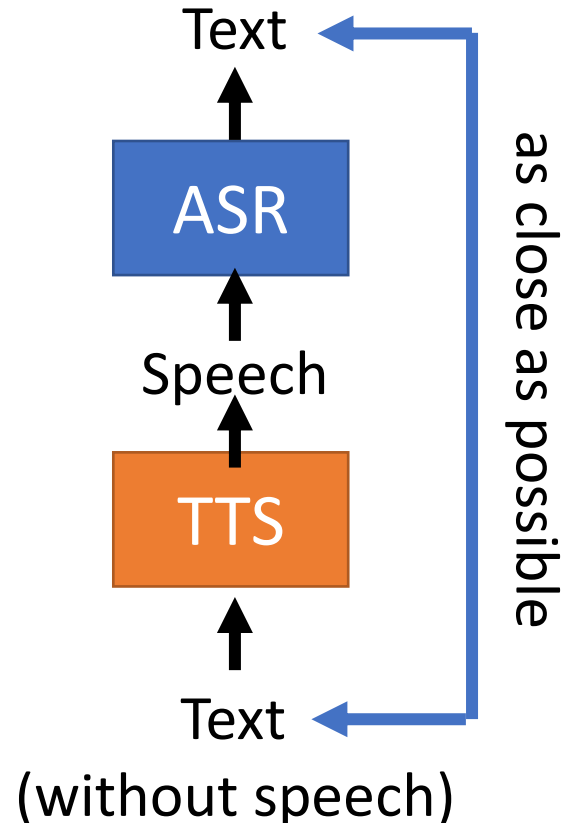 Text
ASR
Speech
TTS
Text
(without speech)
as close as possible